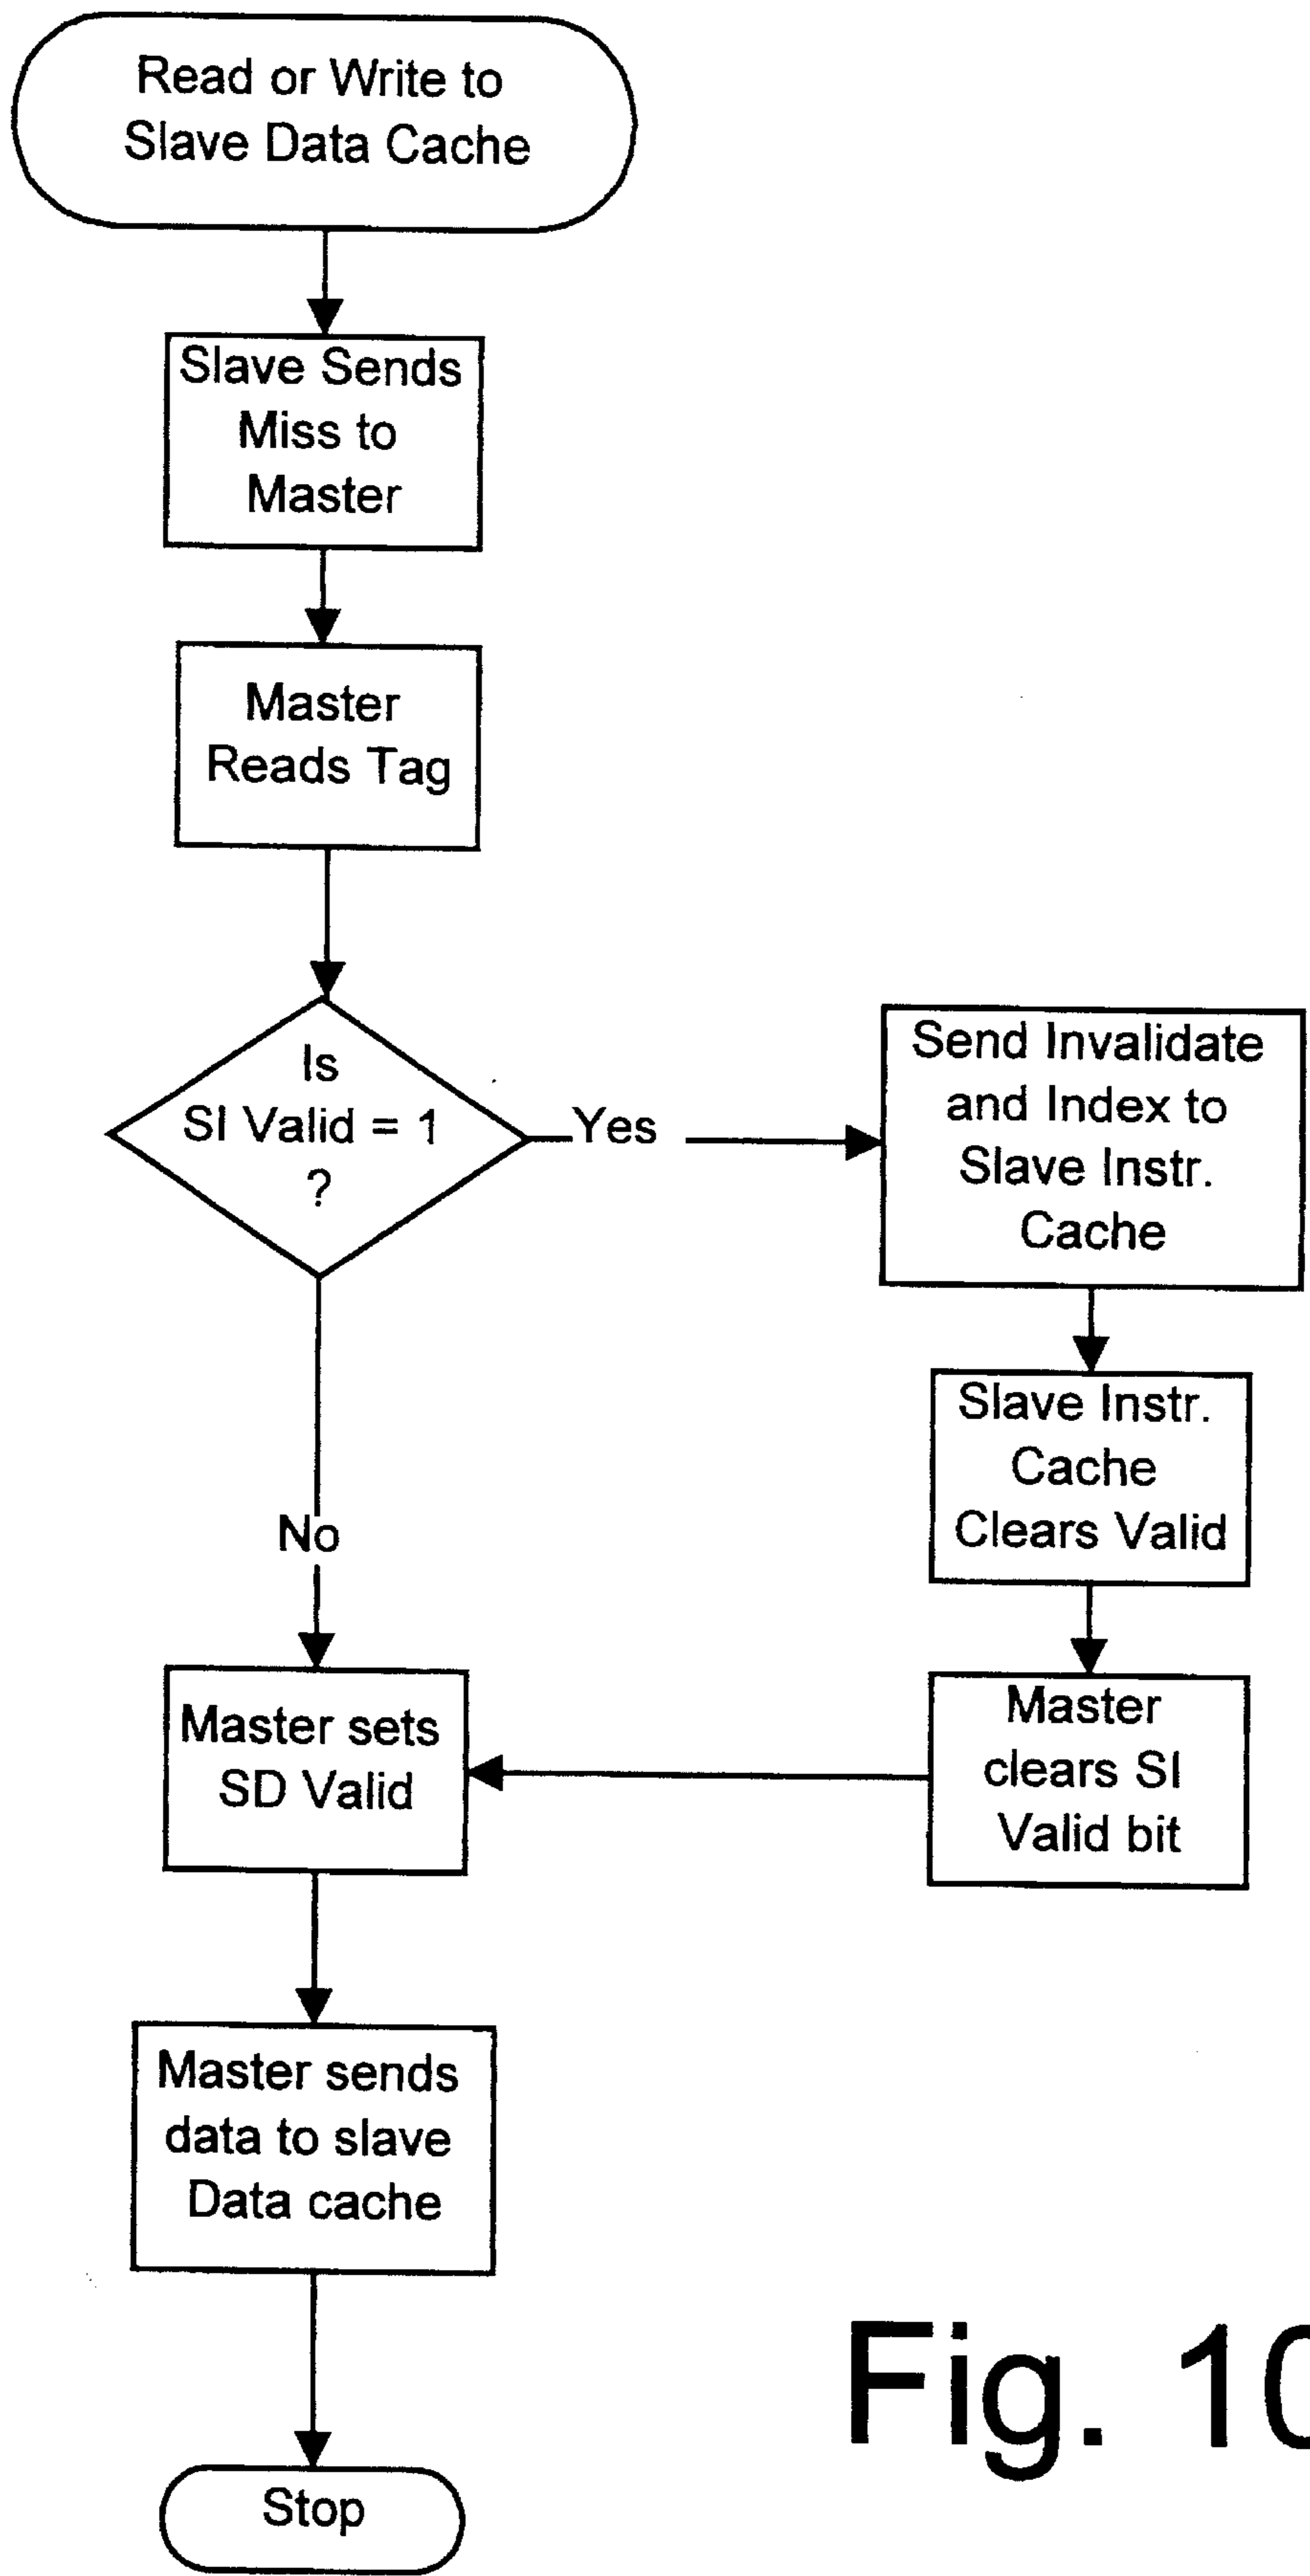 Read or Write to
Slave Data Cache
Slave Sends
Miss to
Master
Master
Reads Tag
Is
SI Valid = 1
?
Yes
Send Invalidate
and Index to
Slave Instr.
Cache
Slave Instr.
Cache
Clears Valid
No
Master
clears SI
Valid bit
Master sets
SD Valid
Master sends
data to slave
Data cache
Stop
Fig. 10